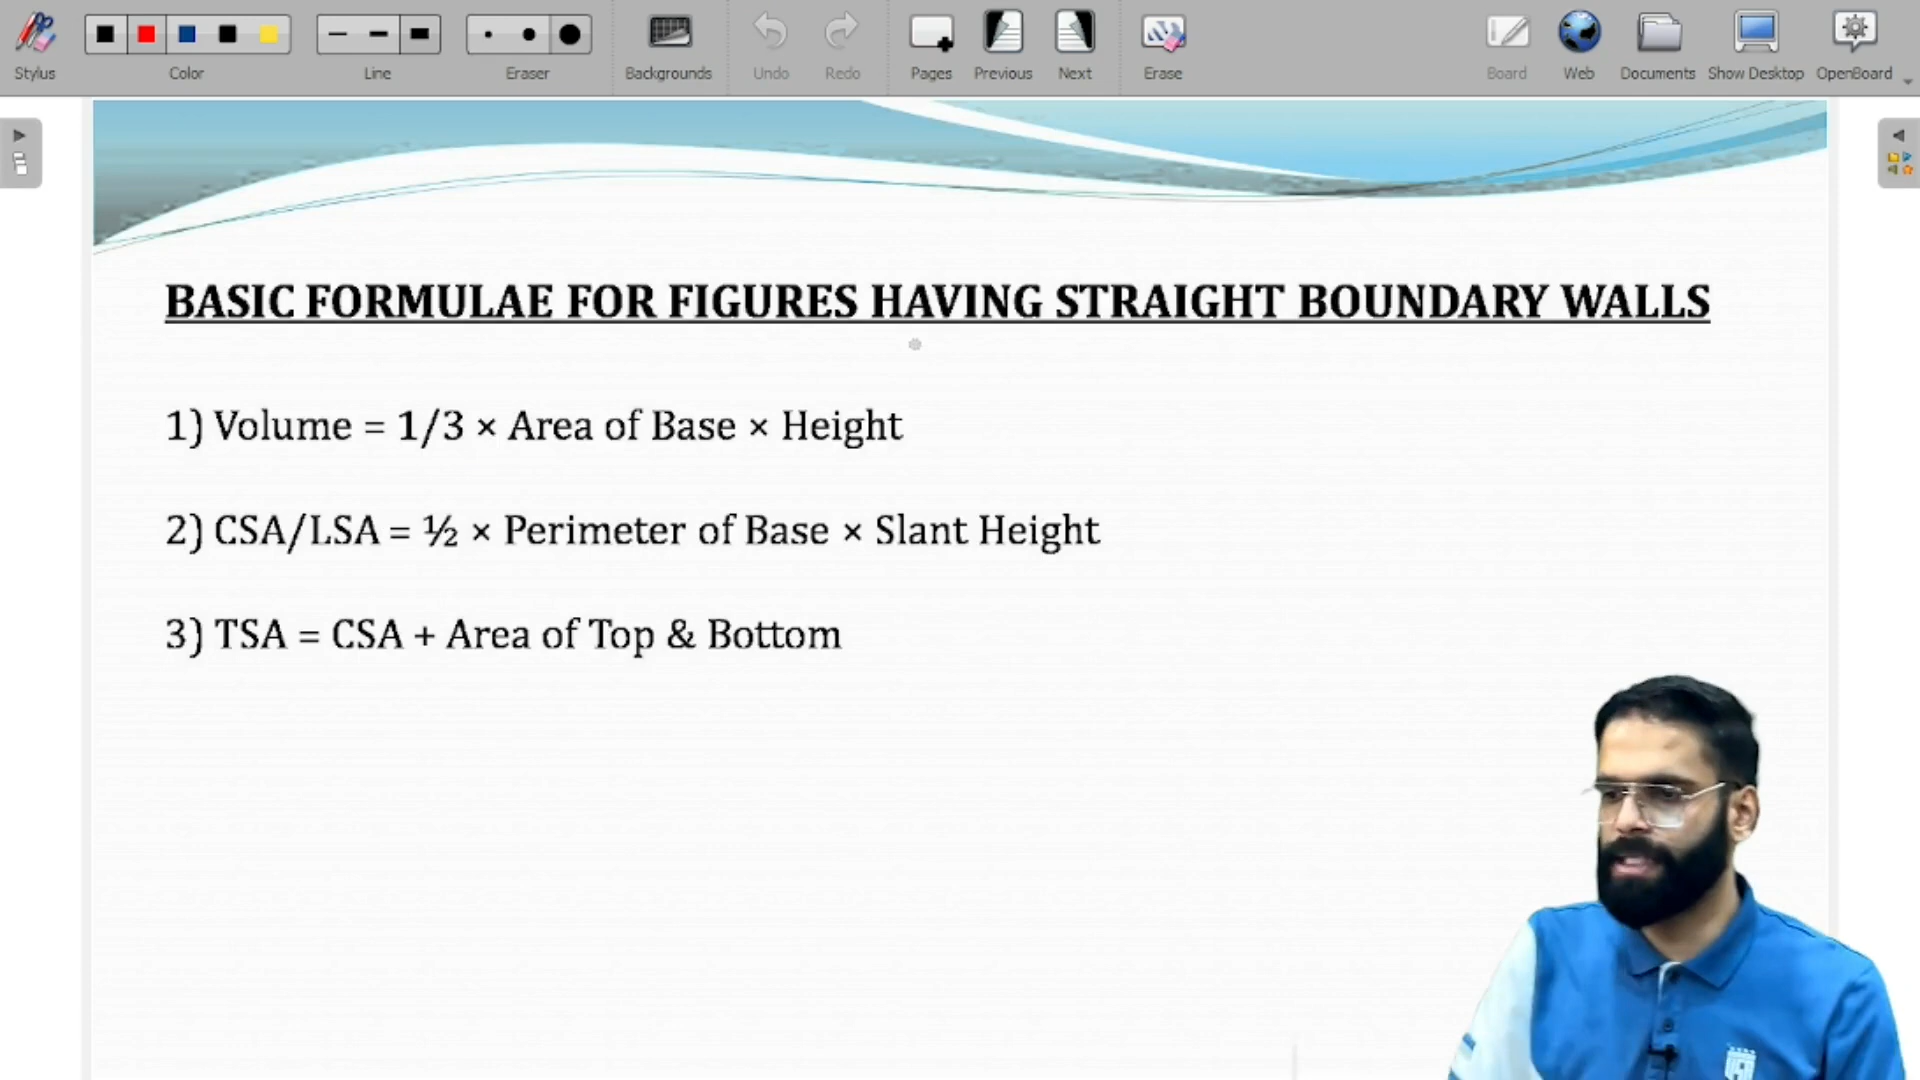 Stylus
Color
Line
Eraser
Backgrounds
Undo
Redo
Pages
Previous
Next
Erase
Board
Web
Documents
Show Desktop
OpenBoard
BASIC FORMULAE FOR FIGURES HAVING STRAIGHT BOUNDARY WALLS
1) Volume = 1/3 × Area of Base × Height
2) CSA/LSA = ½ × Perimeter of Base × Slant Height
3) TSA = CSA + Area of Top & Bottom